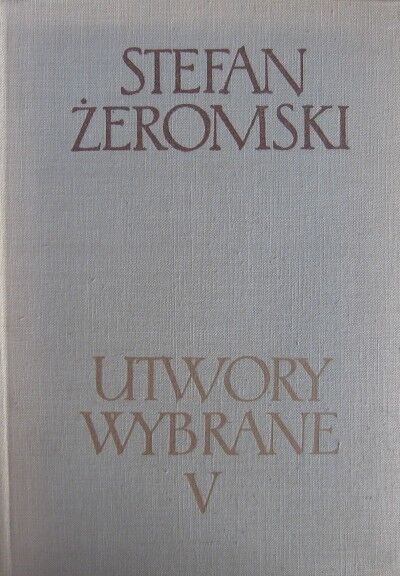 STEFAN
ŻEROMSKI
UTWORY
WYBRANE
V